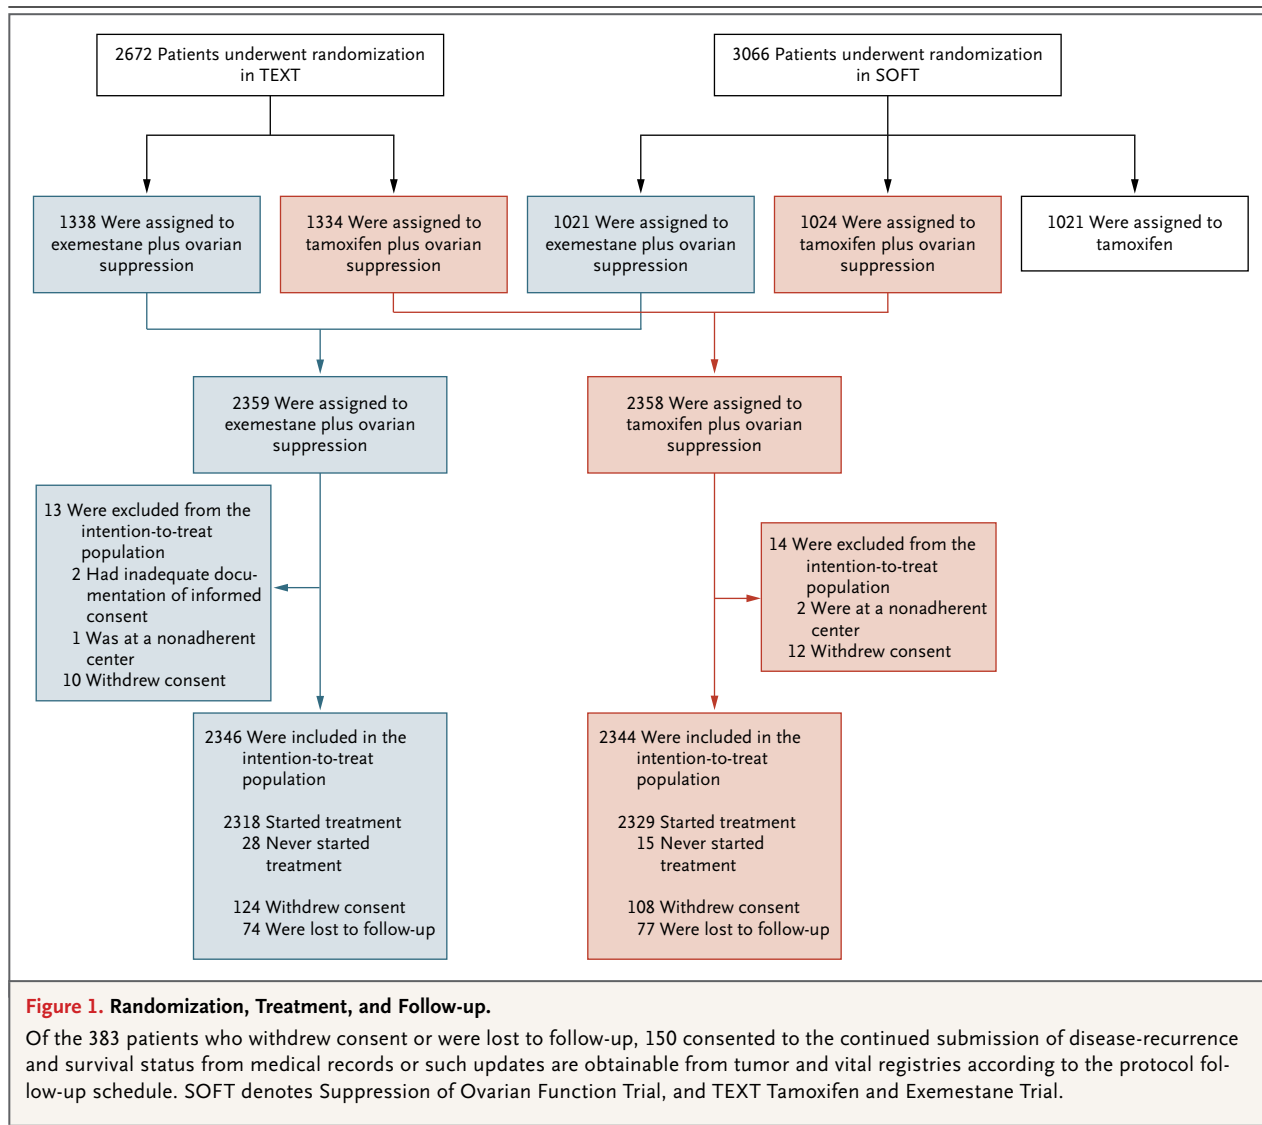 2672 Patients underwent randomization
in TEXT
3066 Patients underwent randomization
in SOFT
1338 Were assigned to
exemestane plus ovarian
suppression
1334 Were assigned to
tamoxifen plus ovarian
suppression
1021 Were assigned to
exemestane plus ovarian
suppression
1024 Were assigned to
tamoxifen plus ovarian
suppression
1021 Were assigned to
tamoxifen
2359 Were assigned to
exemestane plus ovarian
suppression
2358 Were assigned to
tamoxifen plus ovarian
suppression
13 Were excluded from the
intention-to-treat
population
2 Had inadequate docu-
mentation of informed
consent
1 Was at a nonadherent
center
10 Withdrew consent
14 Were excluded from the
intention-to-treat
population
2 Were at a nonadherent
center
12 Withdrew consent
2346 Were included in the
intention-to-treat
population
2318 Started treatment
28 Never started
treatment
124 Withdrew consent
74 Were lost to follow-up
2344 Were included in the
intention-to-treat
population
2329 Started treatment
15 Never started
treatment
108 Withdrew consent
77 Were lost to follow-up
Figure 1. Randomization, Treatment, and Follow-up.
Of the 383 patients who withdrew consent or were lost to follow-up, 150 consented to the continued submission of disease-recurrence
and survival status from medical records or such updates are obtainable from tumor and vital registries according to the protocol fol-
low-up schedule. SOFT denotes Suppression of Ovarian Function Trial, and TEXT Tamoxifen and Exemestane Trial.